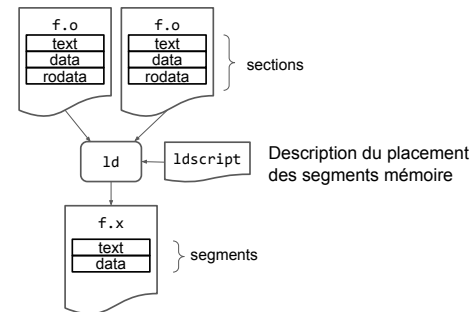 f.o
text
data
rodata
f.o
text
data
rodata
sections
ld
ldscript
Description du placement
des segments mémoire
f.x
text
data
segments